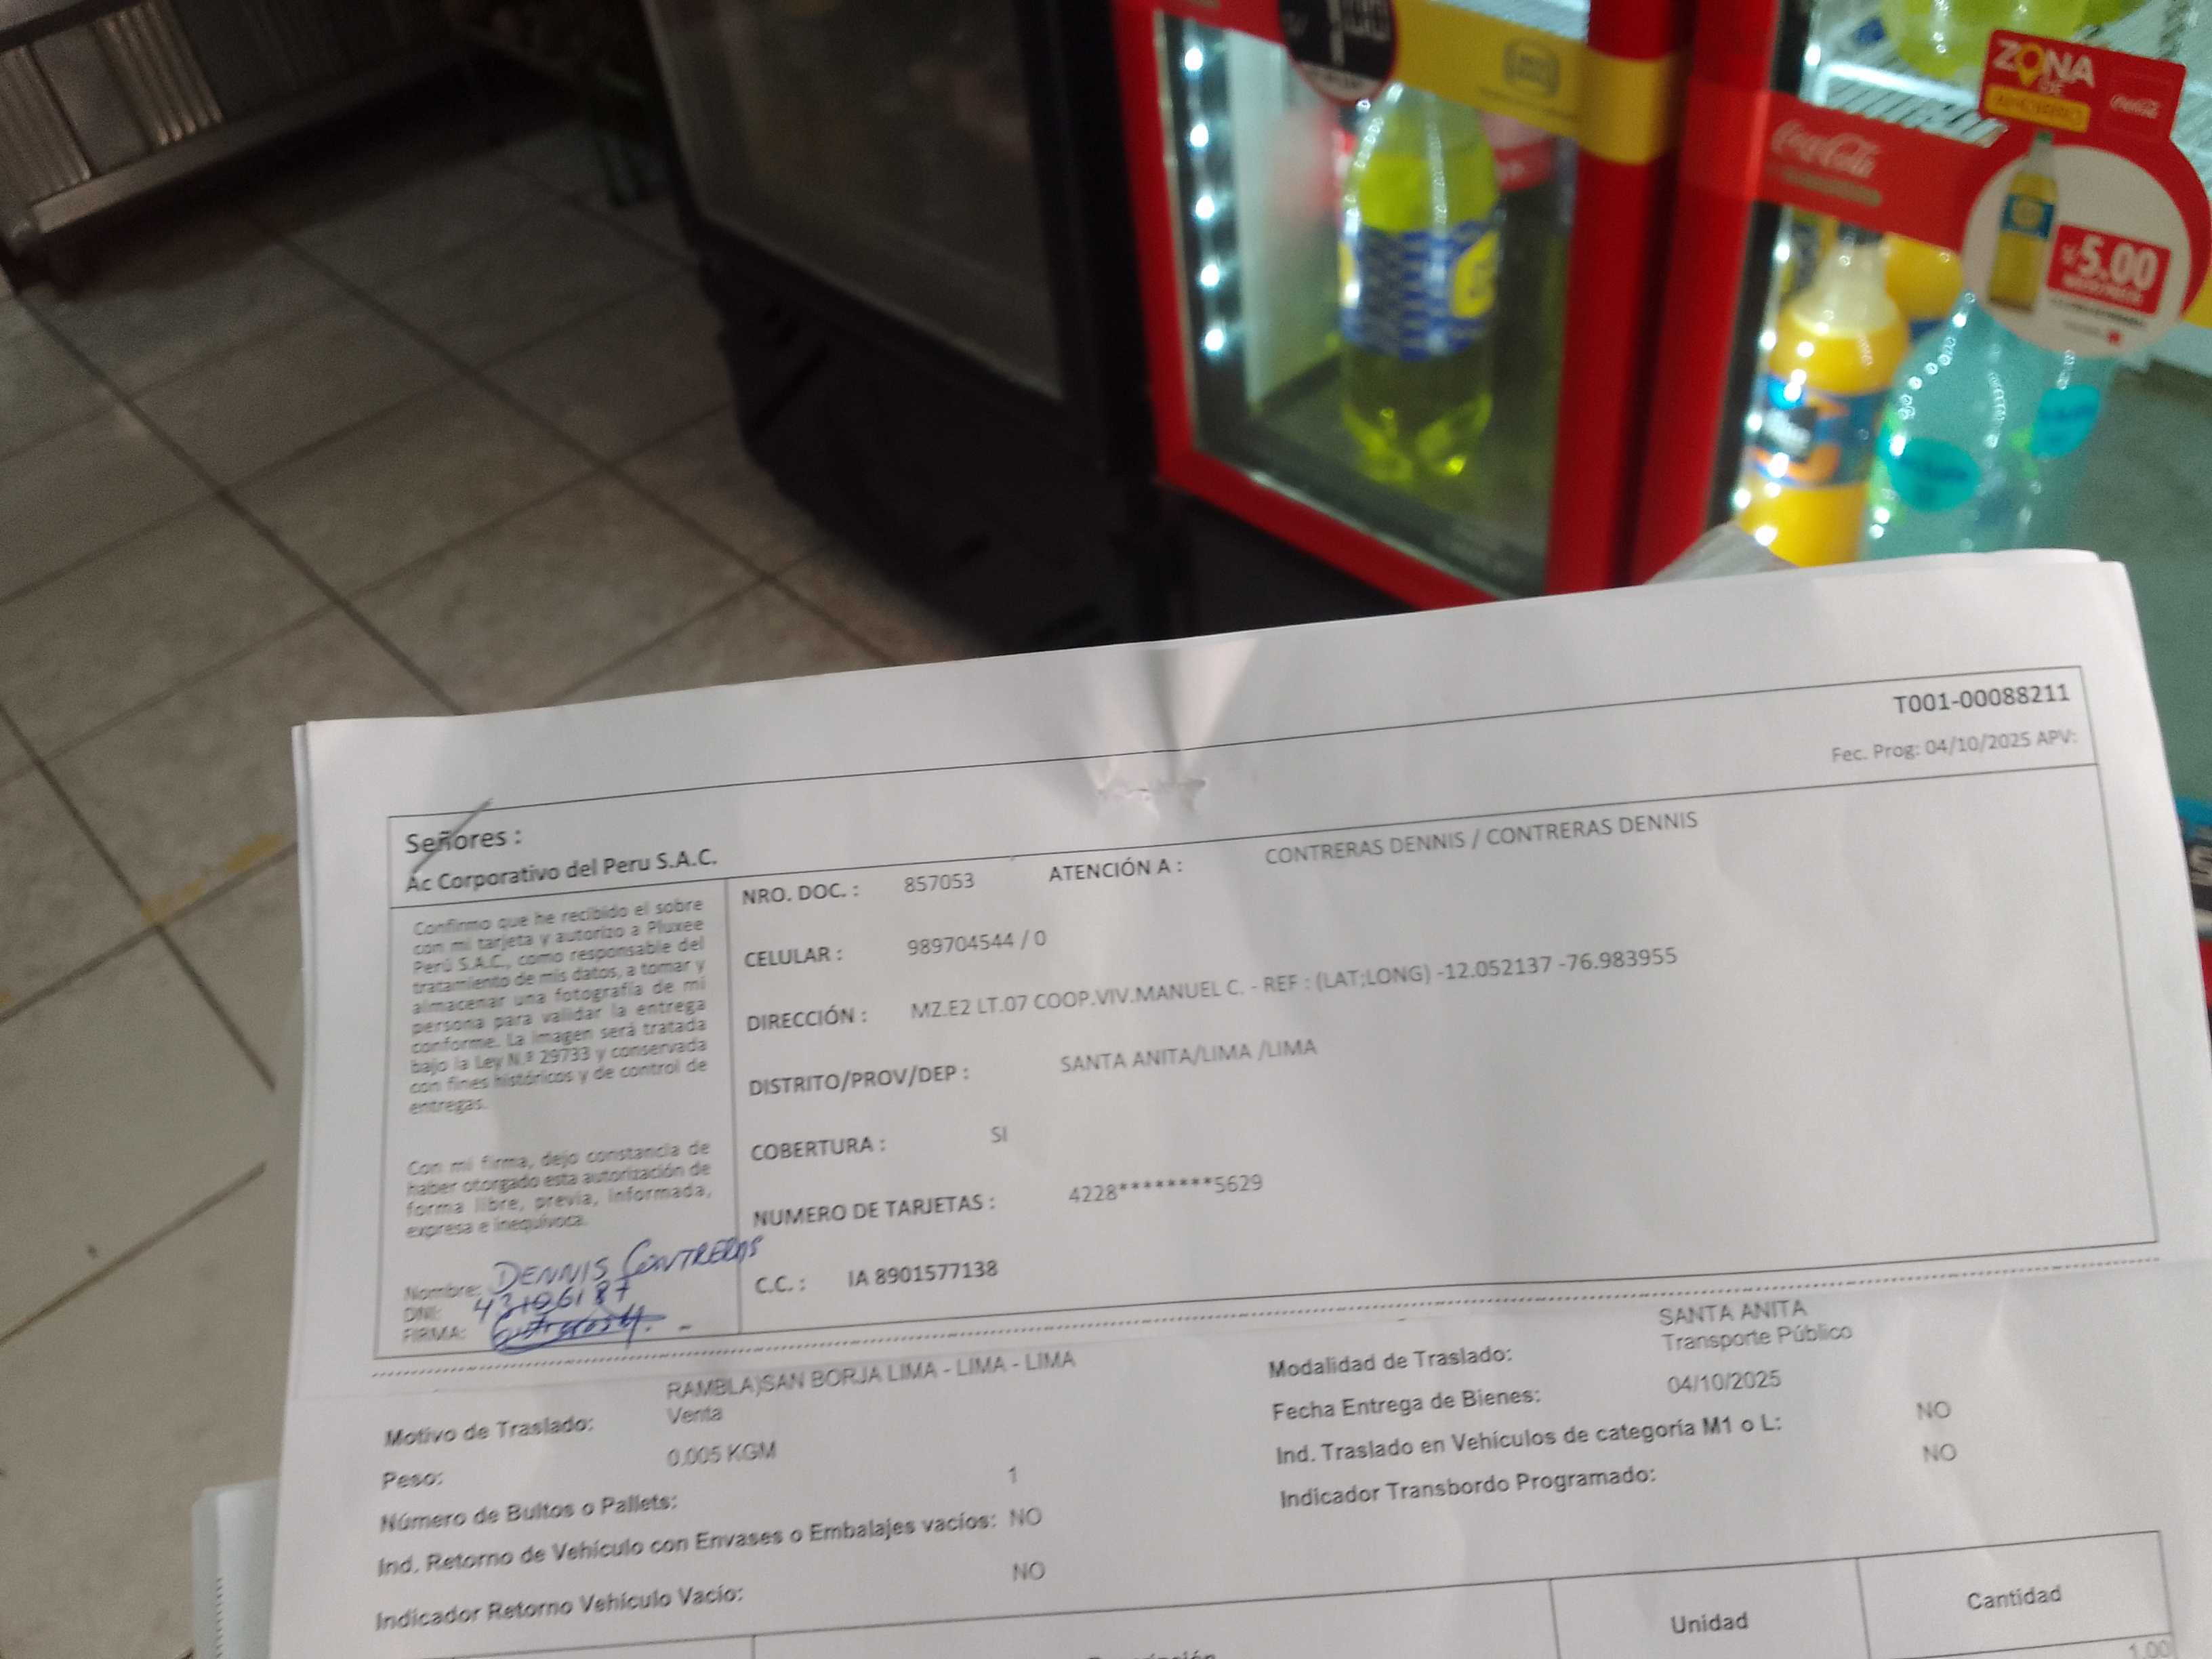 1.00
Coca-Cola
ZONA
DE
S/5.00
T001-00088211
Fec. Prog: 04/10/2025 APV:
Señores :
Ac Corporativo del Peru S.A.C.
Confirmo que he recibido el sobre
con mi tarjeta y autorizo a Pluxee
Perú S.A.C., como responsable del
tratamiento de mis datos, a tomar y
almacenar una fotografía de mi
persona para validar la entrega
conforme. La imagen será tratada
bajo la Ley N.º 29733 y conservada
con fines históricos y de control de
entregas.
Con mi firma, dejo constancia de
haber otorgado esta autorización de
forma libre, previa, informada,
expresa e inequívoca.
Nombre: DENNIS CONTRERAS
DNI: 43106187
FIRMA:
NRO. DOC. : 857053 ATENCIÓN A : CONTRERAS DENNIS / CONTRERAS DENNIS
CELULAR : 989704544 / 0
DIRECCIÓN : MZ.E2 LT.07 COOP.VIV.MANUEL C. - REF : (LAT;LONG) -12.052137 -76.983955
DISTRITO/PROV/DEP : SANTA ANITA/LIMA /LIMA
COBERTURA : SI
NUMERO DE TARJETAS : 4228********5629
C.C. : IA 8901577138
RAMBLA)SAN BORJA LIMA - LIMA - LIMA
Motivo de Traslado: Venta
Peso: 0.005 KGM
Número de Bultos o Pallets: 1
Ind. Retorno de Vehículo con Envases o Embalajes vacíos: NO
Indicador Retorno Vehículo Vacío: NO
SANTA ANITA
Modalidad de Traslado: Transporte Público
Fecha Entrega de Bienes: 04/10/2025
Ind. Traslado en Vehículos de categoría M1 o L: NO
Indicador Transbordo Programado: NO
Unidad
Cantidad
1.00